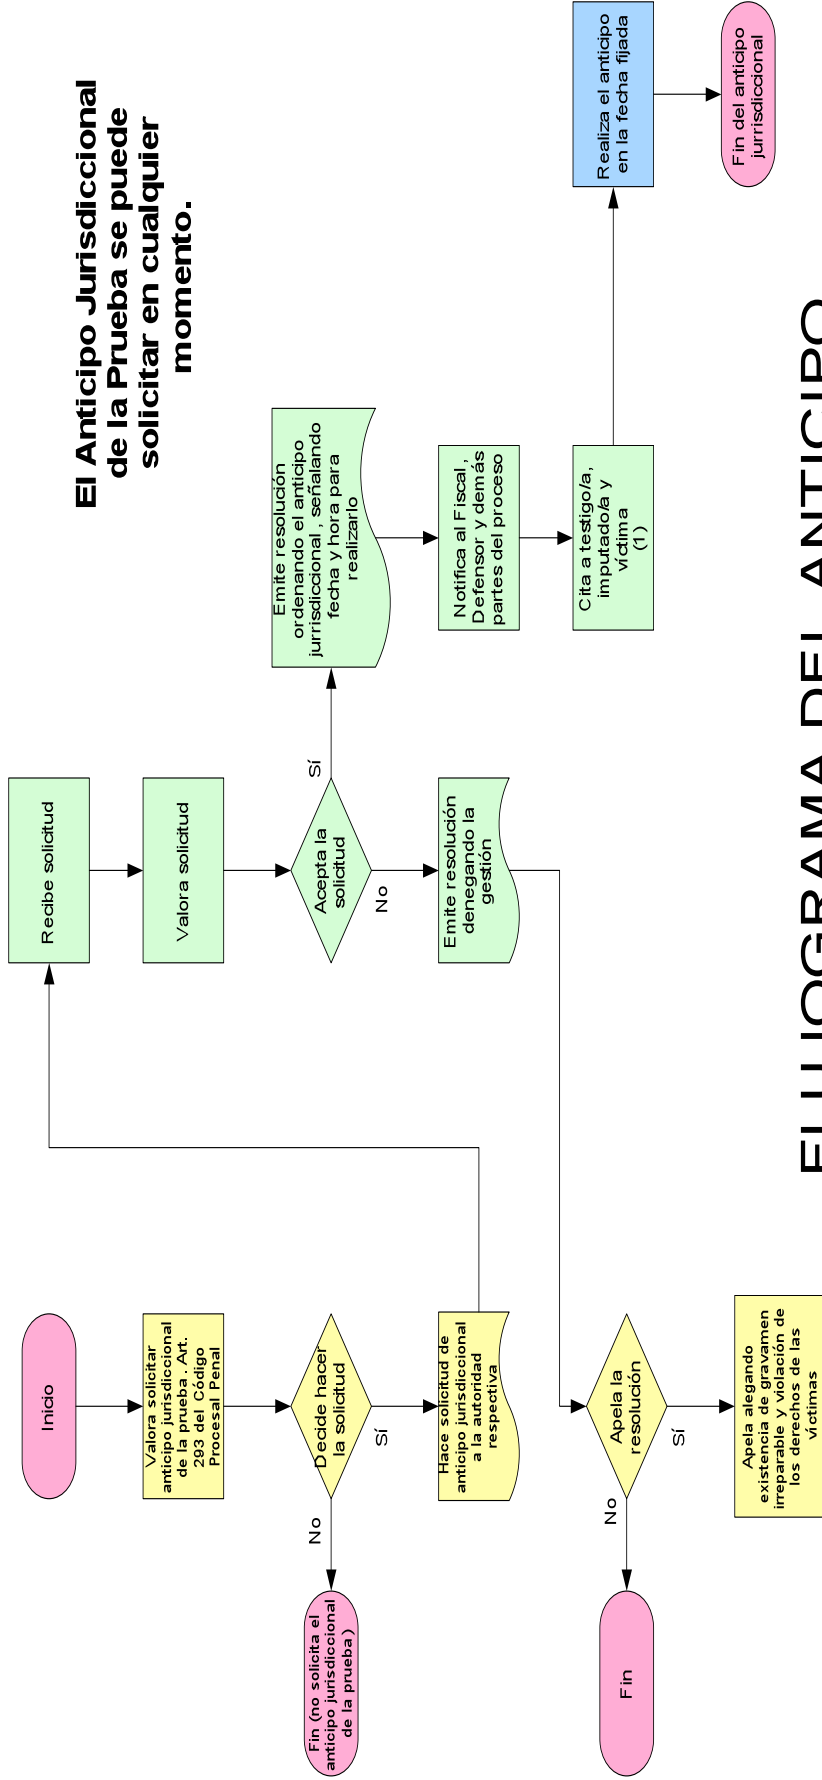 El Anticipo Jurisdiccional
de la Prueba se puede
solicitar en cualquier
momento.
Inicio
Valora solicitar
anticipo jurisdiccional
de la prueba. Art.
293 del Código
Procesal Penal
Decide hacer
la solicitud
No
Fin (no solicita el
anticipo jurisdiccional
de la prueba)
Sí
Hace solicitud de
anticipo jurisdiccional
a la autoridad
respectiva
Recibe solicitud
Valora solicitud
Acepta la
solicitud
Sí
No
Emite resolución
denegando la
gestión
Emite resolución
ordenando el anticipo
jurrisdiccional, señalando
fecha y hora para
realizarlo
Notifica al Fiscal,
Defensor y demás
partes del proceso
Cita a testigo/a,
imputado/a y
víctima
(1)
Realiza el anticipo
en la fecha fijada
Fin del anticipo
jurrisdiccional
Apela la
resolución
No
Fin
Sí
Apela alegando
existencia de gravamen
irreparable y violación de
los derechos de las
víctimas
FLUJOGRAMA DEL ANTICIPO